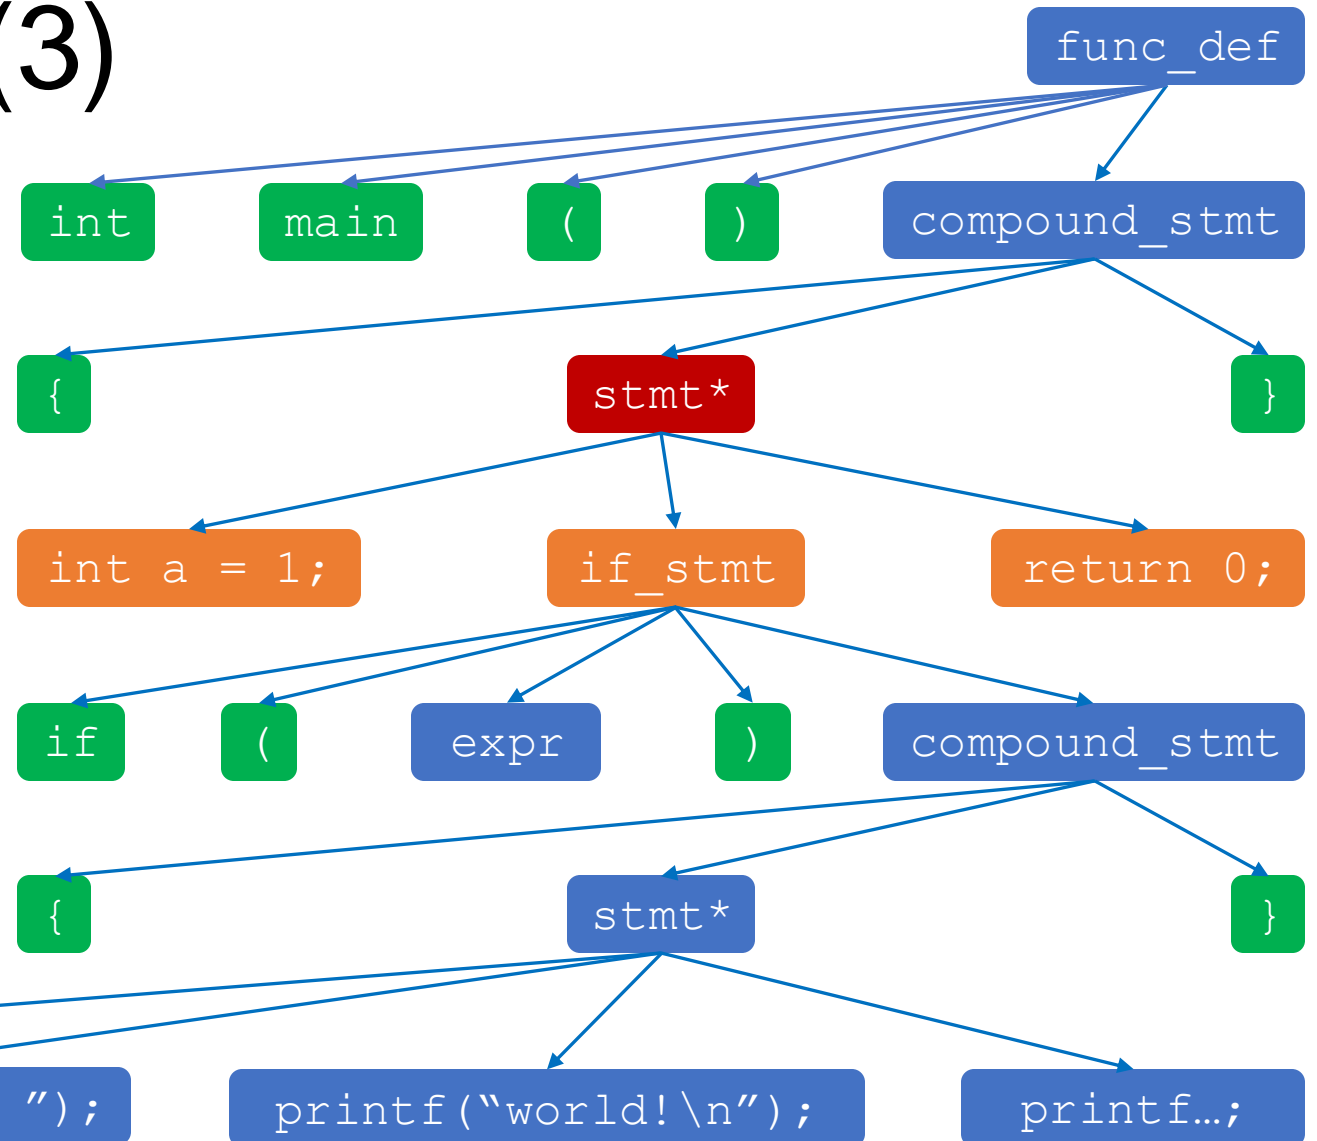 (3)
func_def
int main ( ) compound_stmt
{ stmt* }
int a = 1; if_stmt return 0;
if ( expr ) compound_stmt
{ stmt* }
″); printf(“world!\n″); printf…;